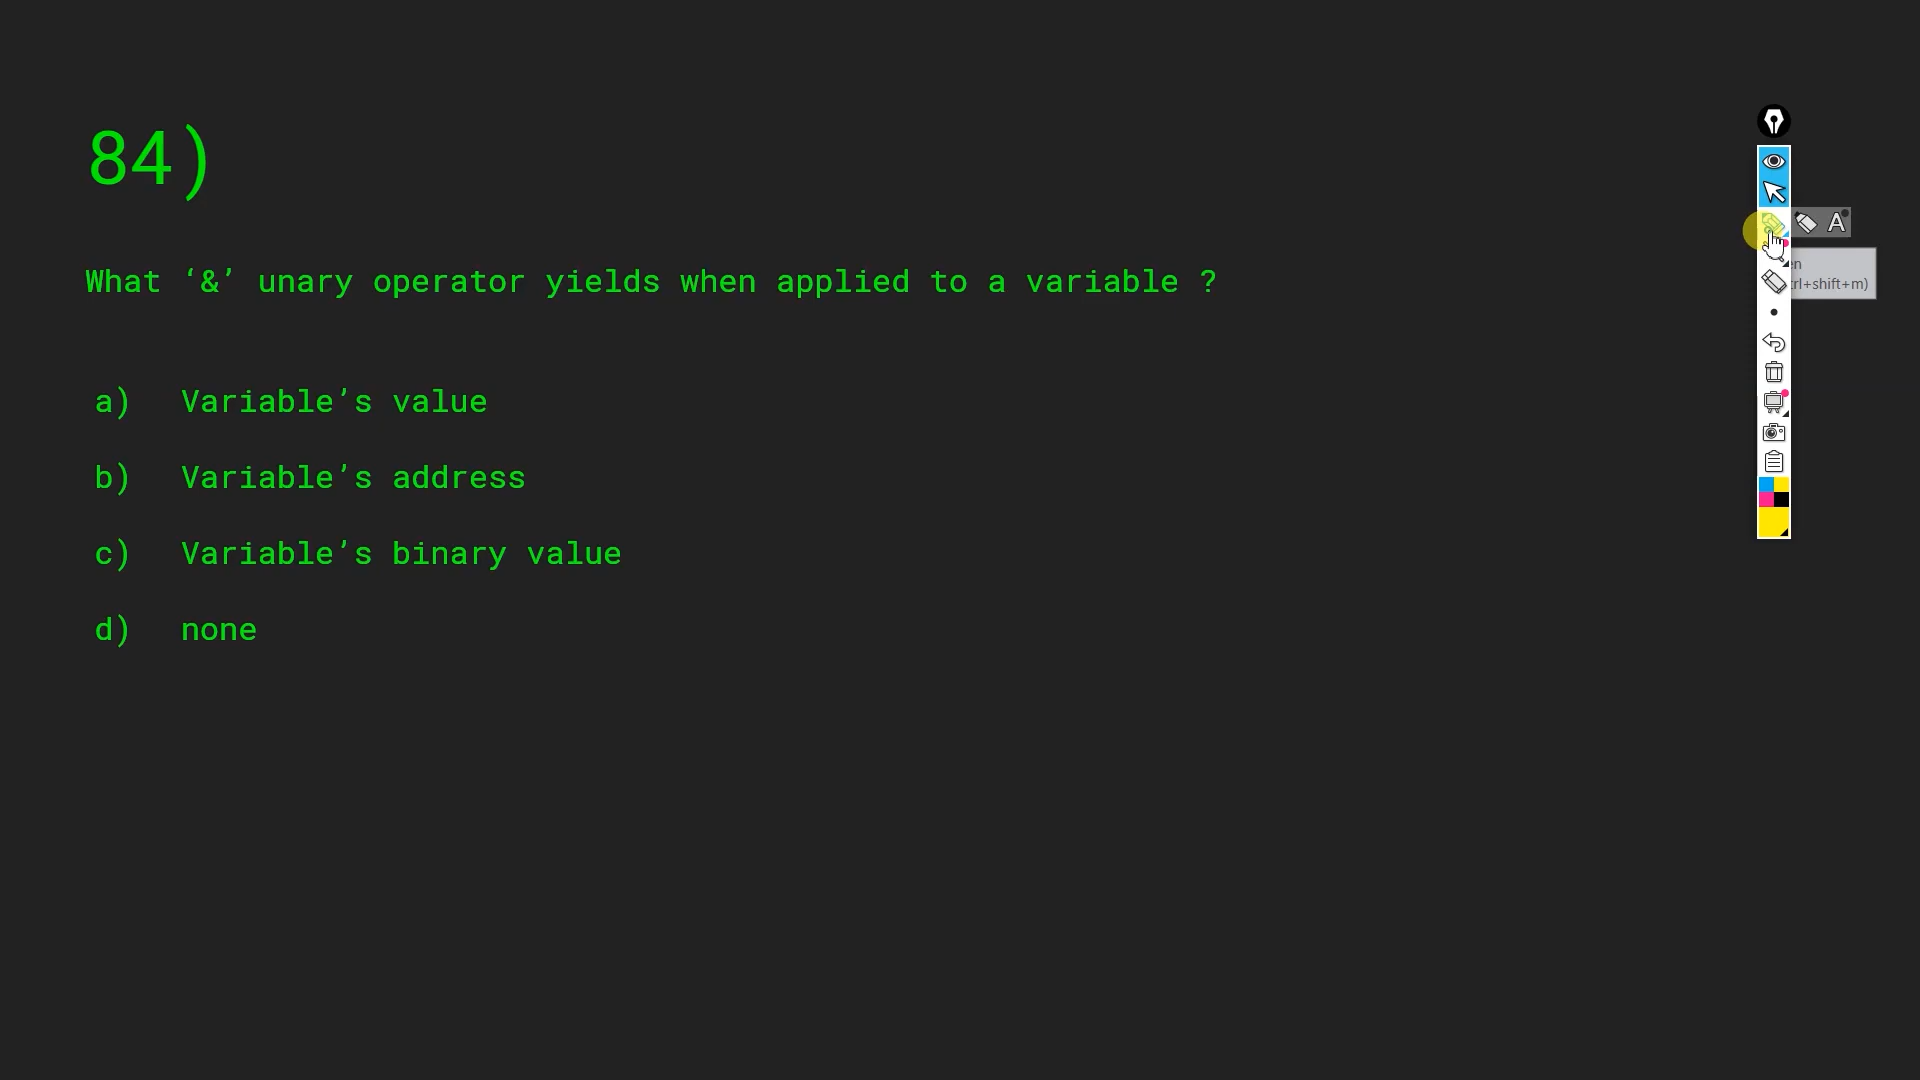 84)
What ‘&’ unary operator yields when applied to a variable ?
a) Variable’s value
b) Variable’s address
c) Variable’s binary value
d) none
A